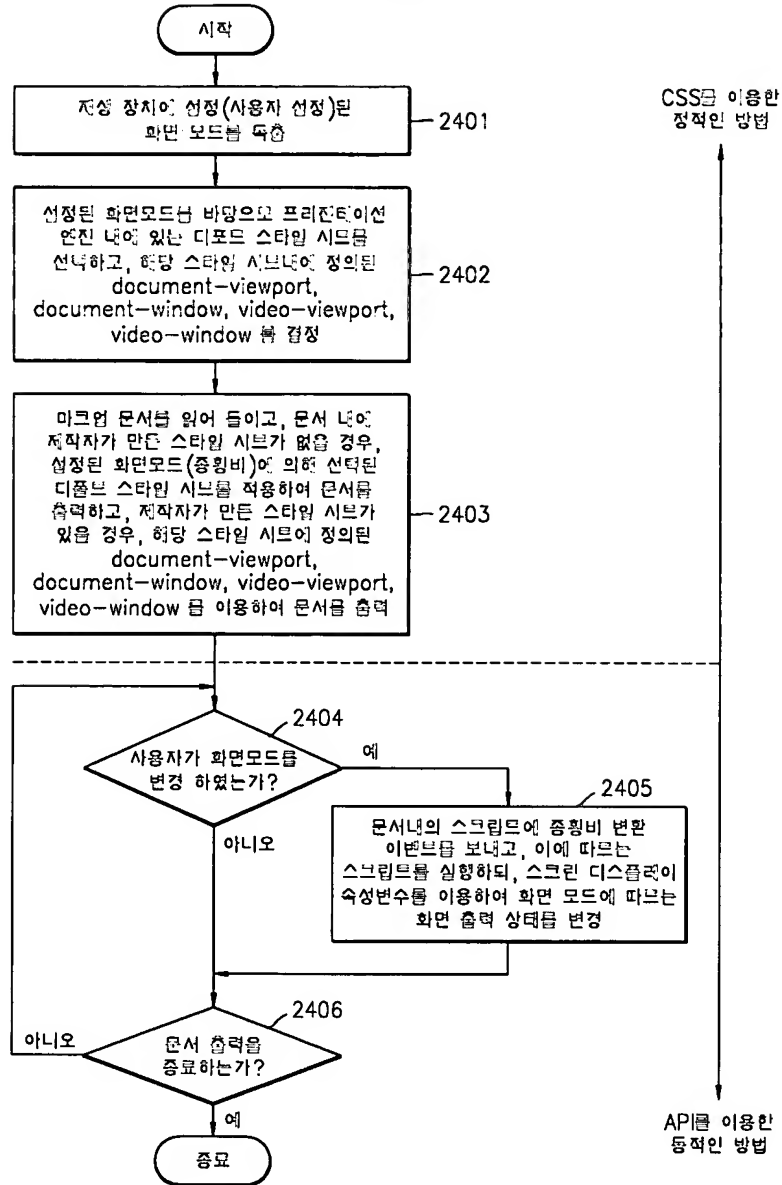 시작
재생 장치에 설정(사용자 설정)된
화면 모드를 독출
2401
CSS를 이용한
정적인 방법
설정된 화면모드를 바탕으로 프리젠테이션
엔진 내에 있는 디폴트 스타일 시트를
선택하고, 해당 스타일 시트내에 정의된
document-viewport,
document-window, video-viewport,
video-window 를 결정
2402
마크업 문서를 읽어 들이고, 문서 내에
제작자가 만든 스타일 시트가 없을 경우,
설정된 화면모드(종횡비)에 의해 선택된
디폴트 스타일 시트를 적용하여 문서를
출력하고, 제작자가 만든 스타일 시트가
있을 경우, 해당 스타일 시트에 정의된
document-viewport,
document-window, video-viewport,
video-window 를 이용하여 문서를 출력
2403
2404
사용자가 화면모드를
변경 하였는가?
예
아니오
2405
문서내의 스크립트에 종횡비 변환
이벤트를 보내고, 이에 따르는
스크립트를 실행하되, 스크린 디스플레이
속성변수를 이용하여 화면 모드에 따르는
화면 출력 상태를 변경
2406
문서 출력을
종료하는가?
아니오
예
종료
API를 이용한
동적인 방법